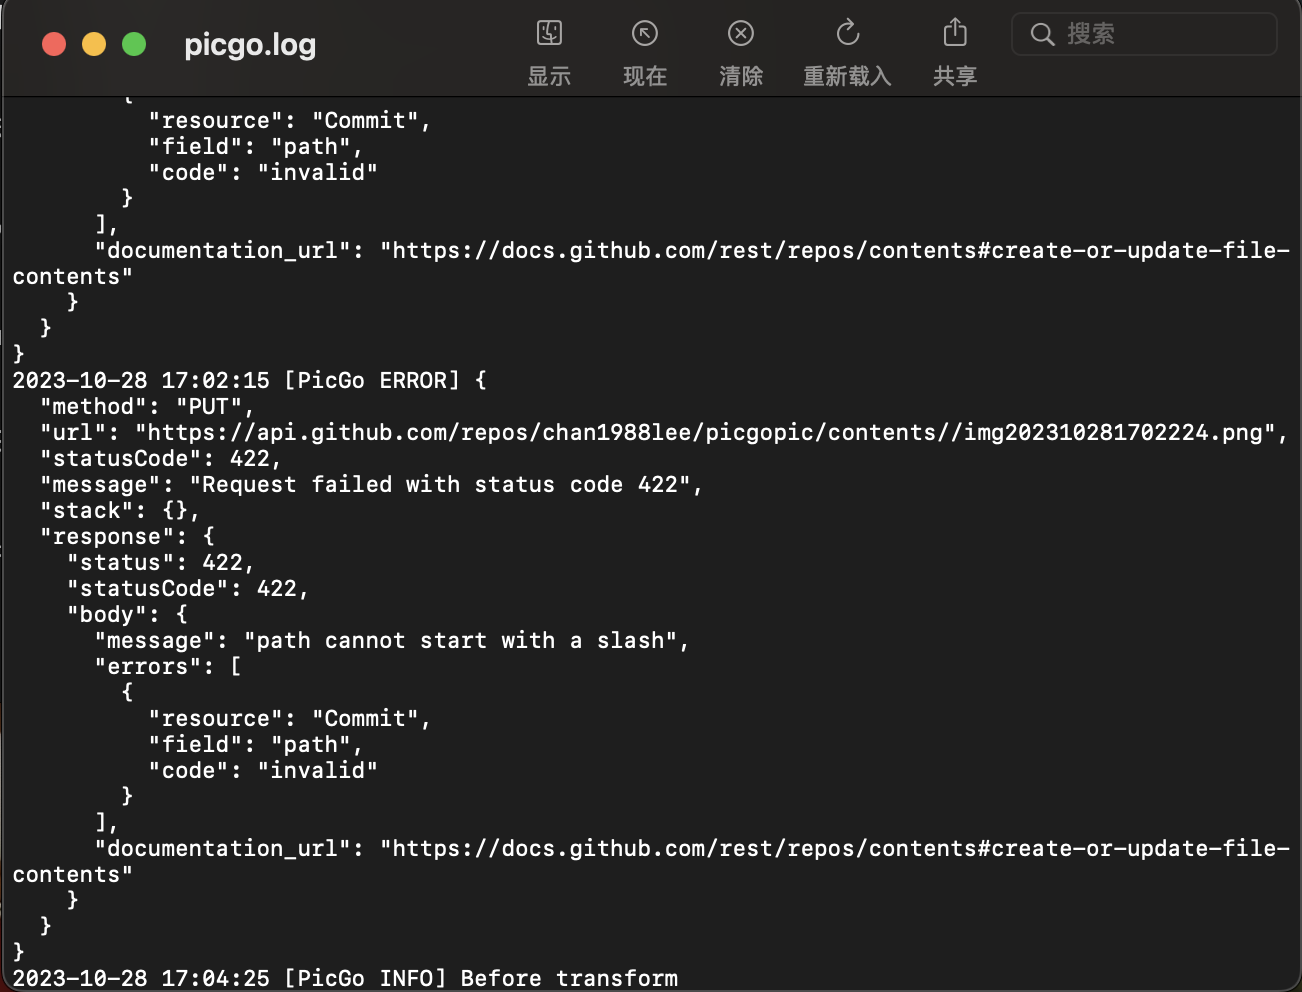 picgo.log
显示
现在
清除
重新载入
共享
搜索
{
"resource": "Commit",
"field": "path",
"code": "invalid"
}
],
"documentation_url": "https://docs.github.com/rest/repos/contents#create-or-update-file-
contents"
}
}
}
2023-10-28 17:02:15 [PicGo ERROR] {
"method": "PUT",
"url": "https://api.github.com/repos/chan1988lee/picgopic/contents//img202310281702224.png",
"statusCode": 422,
"message": "Request failed with status code 422",
"stack": {},
"response": {
"status": 422,
"statusCode": 422,
"body": {
"message": "path cannot start with a slash",
"errors": [
{
"resource": "Commit",
"field": "path",
"code": "invalid"
}
],
"documentation_url": "https://docs.github.com/rest/repos/contents#create-or-update-file-
contents"
}
}
}
2023-10-28 17:04:25 [PicGo INFO] Before transform